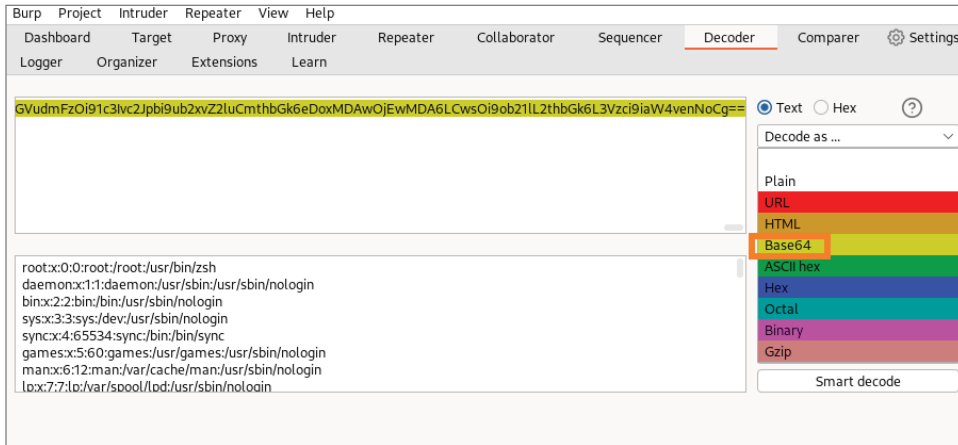 Burp Project Intruder Repeater View Help
Dashboard Target Proxy Intruder Repeater Collaborator Sequencer Decoder Comparer Settings
Logger Organizer Extensions Learn
GVudmFzOi91c3Ivc2Jpbi9ub2xvZ2luCmthbGk6eDoxMDAwOjEwMDA6LCwsOi9ob21lL2thbGk6L3Vzci9iaW4venNoCg==
Text Hex ?
Decode as ...
Plain
URL
HTML
Base64
ASCII hex
Hex
Octal
Binary
Gzip
Smart decode
root:x:0:0:root:/root:/usr/bin/zsh
daemon:x:1:1:daemon:/usr/sbin:/usr/sbin/nologin
bin:x:2:2:bin:/bin:/usr/sbin/nologin
sys:x:3:3:sys:/dev:/usr/sbin/nologin
sync:x:4:65534:sync:/bin:/bin/sync
games:x:5:60:games:/usr/games:/usr/sbin/nologin
man:x:6:12:man:/var/cache/man:/usr/sbin/nologin
lp:x:7:7:lp:/var/spool/lpd:/usr/sbin/nologin